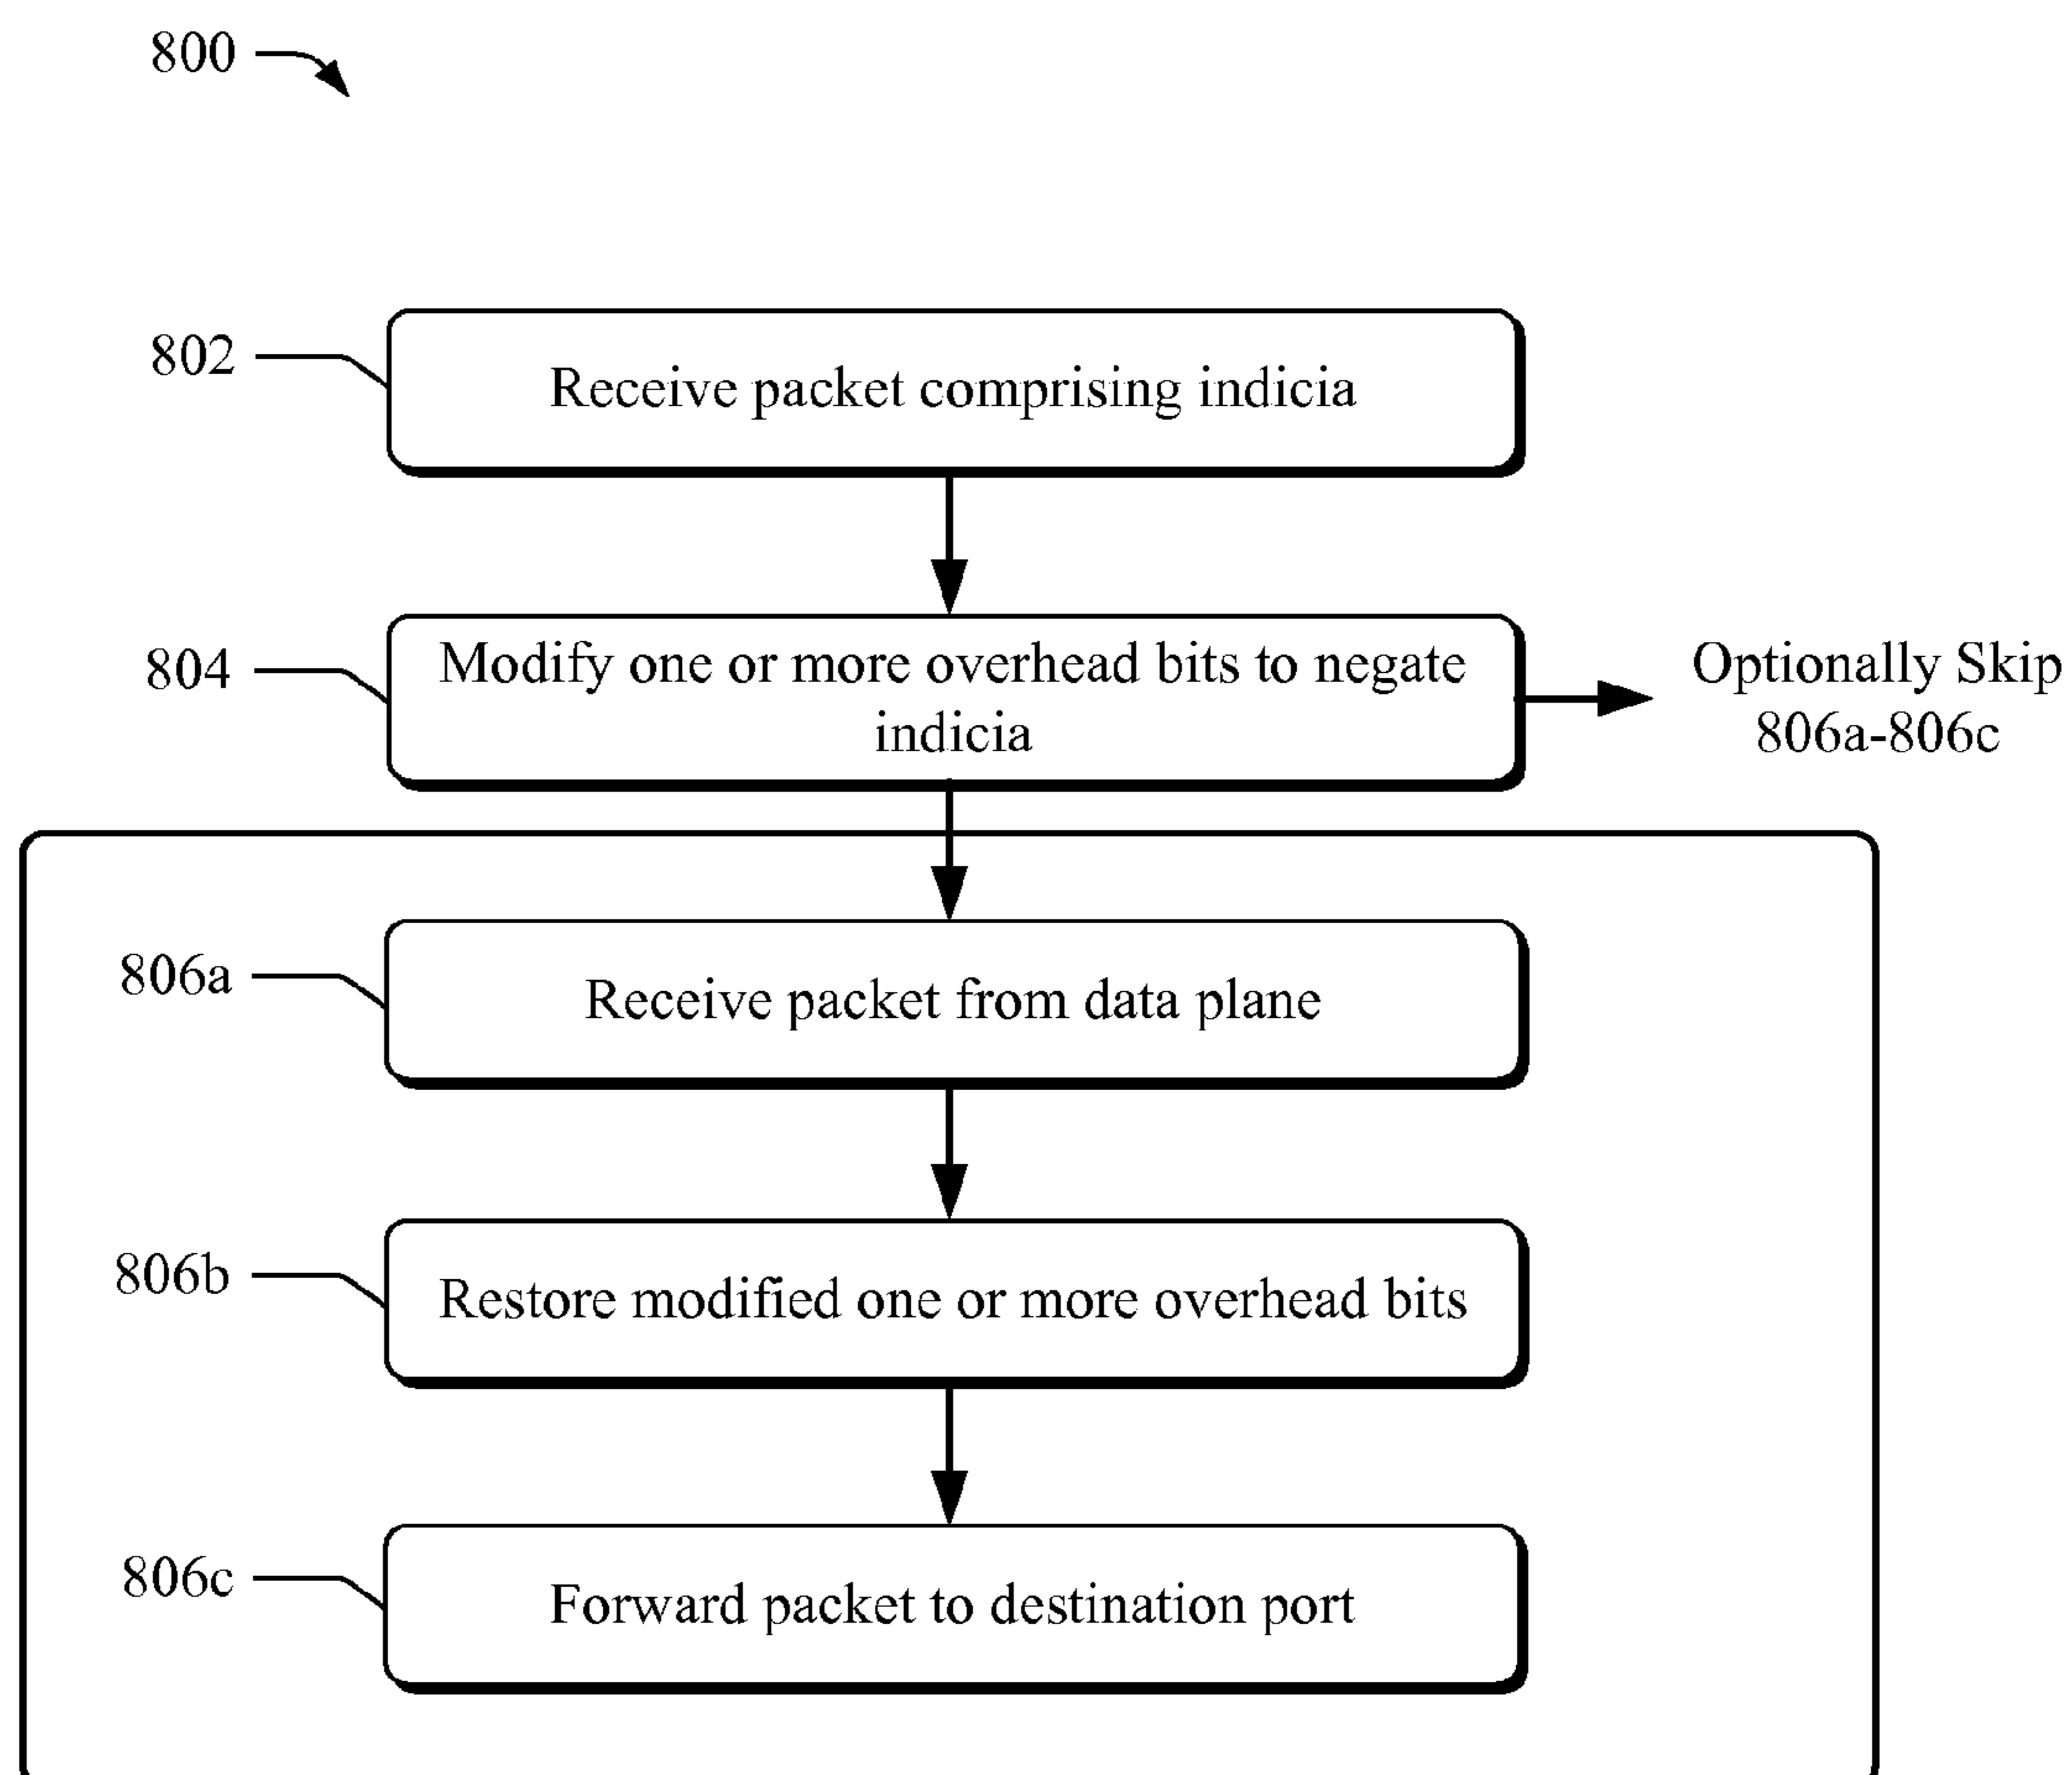 800
802
Receive packet comprising indicia
804
Modify one or more overhead bits to negate
indicia
Optionally Skip
806a-806c
806a
Receive packet from data plane
806b
Restore modified one or more overhead bits
806c
Forward packet to destination port